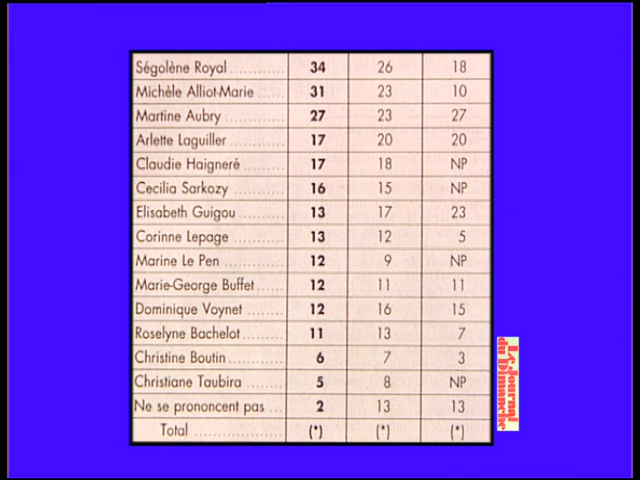 Ségolène Royal ............ 34 26 18
Michèle Alliot-Marie ...... 31 23 10
Martine Aubry .............. 27 23 27
Arlette Laguiller ............ 17 20 20
Claudie Haigneré ......... 17 18 NP
Cecilia Sarkozy ............ 16 15 NP
Elisabeth Guigou .......... 13 17 23
Corinne Lepage ........... 13 12 5
Marine Le Pen ............. 12 9 NP
Marie-George Buffet...... 12 11 11
Dominique Voynet ........ 12 16 15
Roselyne Bachelot......... 11 13 7
Christine Boutin............ 6 7 3
Christiane Taubira ........ 5 8 NP
Ne se prononcent pas ... 2 13 13
Total .................... (*) (*) (*)
Le Journal
du Dimanche